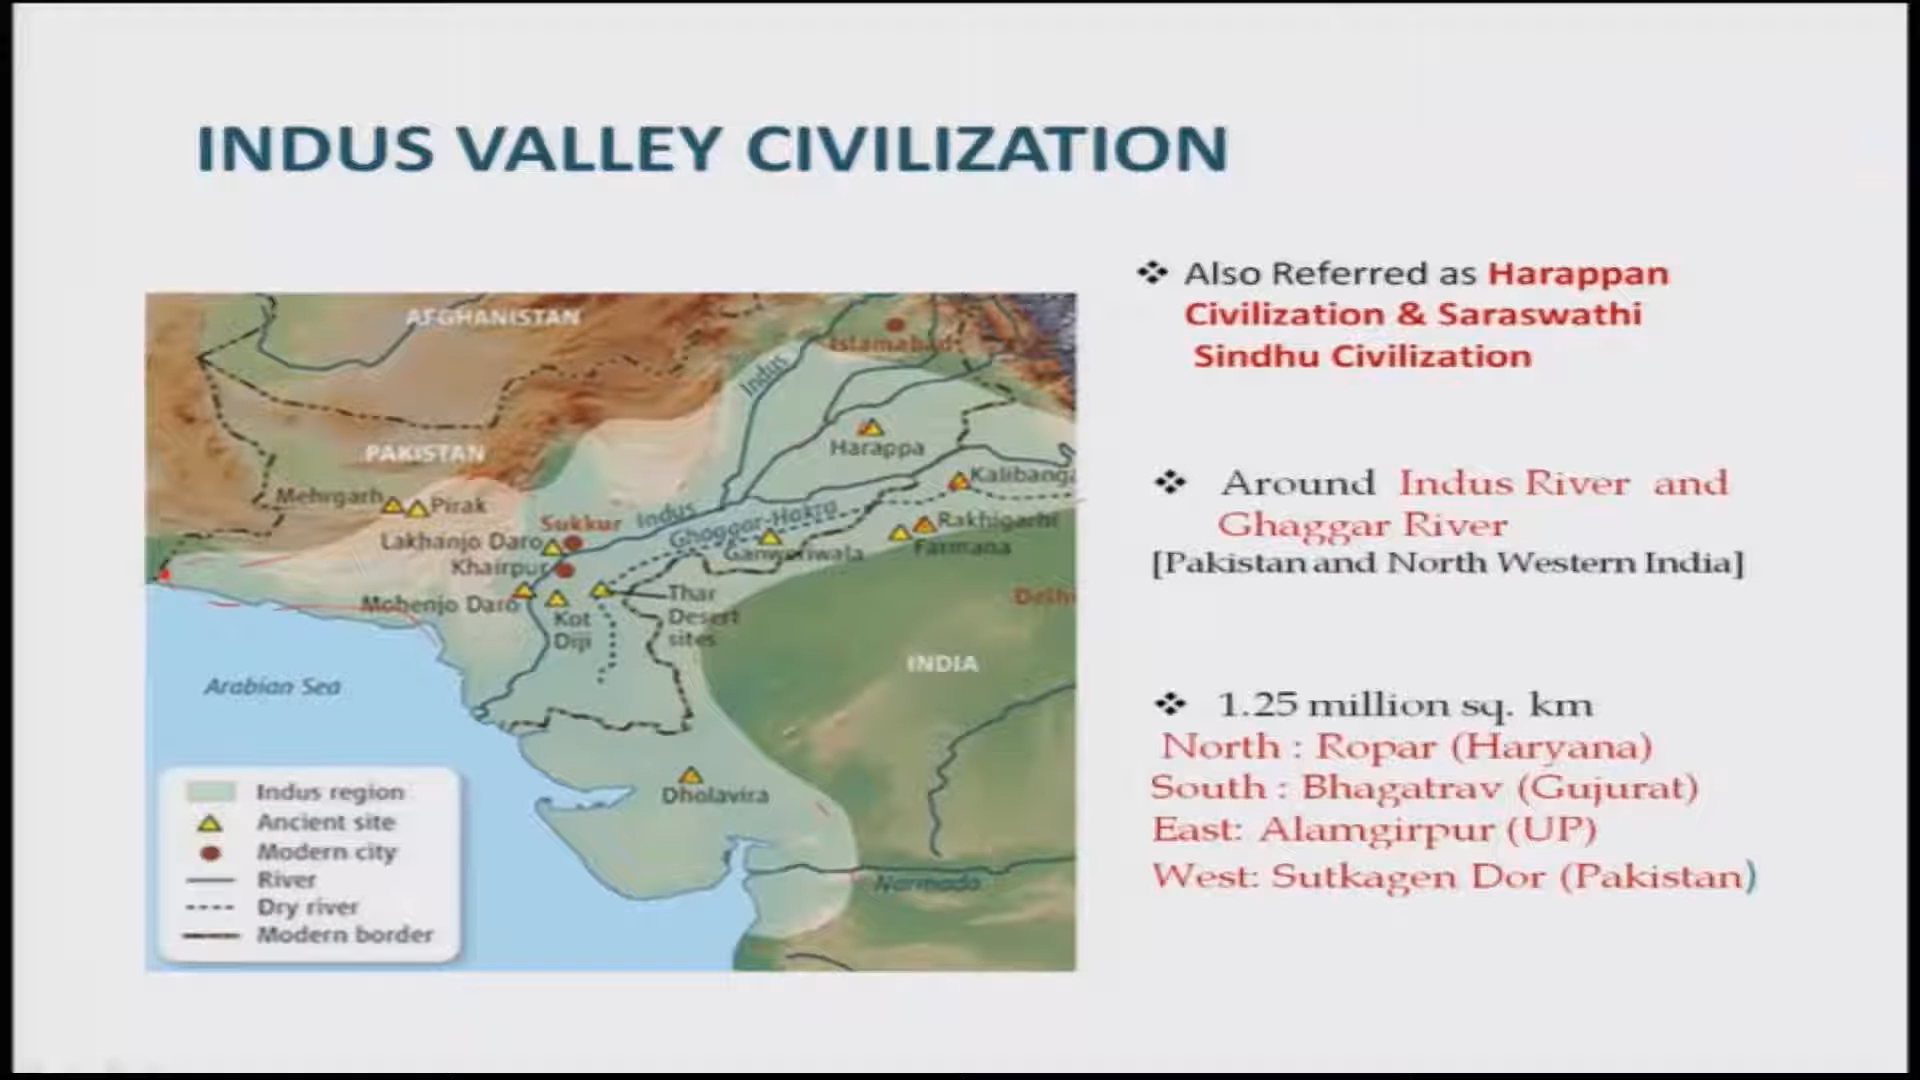 INDUS VALLEY CIVILIZATION
Also Referred as Harappan
Civilization & Saraswathi
Sindhu Civilization
Around Indus River and
Ghaggar River
[Pakistan and North Western India]
1.25 million sq. km
North : Ropar (Haryana)
South : Bhagatrav (Gujurat)
East: Alamgirpur (UP)
West: Sutkagen Dor (Pakistan)
AFGHANISTAN
Islamabad
Indus
Harappa
PAKISTAN
Kalibanga
Mehrgarh
Pirak
Sukkur
Indus
Ghaggar-Hakra
Rakhigarhi
Lakhanjo Daro
Ganweriwala
Farmana
Khairpur
Mohenjo Daro
Thar
Desert
sites
Delhi
Kot
Diji
INDIA
Arabian Sea
Dholavira
Narmada
Indus region
Ancient site
Modern city
River
Dry river
Modern border